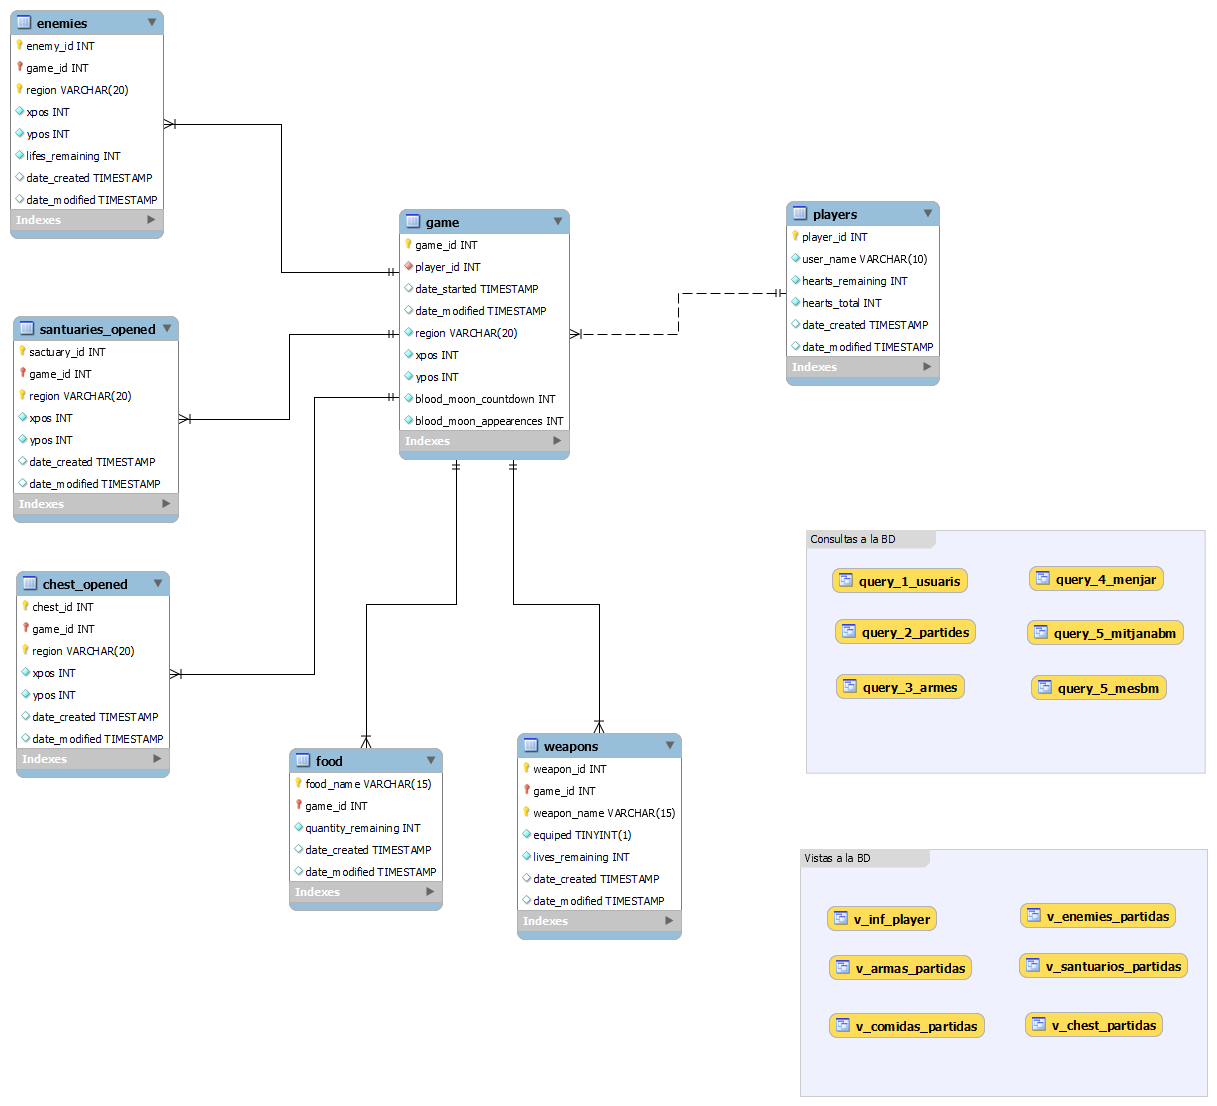 enemies
enemy_id INT
game_id INT
region VARCHAR(20)
xpos INT
ypos INT
lifes_remaining INT
date_created TIMESTAMP
date_modified TIMESTAMP
Indexes
santuaries_opened
sactuary_id INT
game_id INT
region VARCHAR(20)
xpos INT
ypos INT
date_created TIMESTAMP
date_modified TIMESTAMP
Indexes
chest_opened
chest_id INT
game_id INT
region VARCHAR(20)
xpos INT
ypos INT
date_created TIMESTAMP
date_modified TIMESTAMP
Indexes
game
game_id INT
player_id INT
date_started TIMESTAMP
date_modified TIMESTAMP
region VARCHAR(20)
xpos INT
ypos INT
blood_moon_countdown INT
blood_moon_appearences INT
Indexes
players
player_id INT
user_name VARCHAR(10)
hearts_remaining INT
hearts_total INT
date_created TIMESTAMP
date_modified TIMESTAMP
Indexes
food
food_name VARCHAR(15)
game_id INT
quantity_remaining INT
date_created TIMESTAMP
date_modified TIMESTAMP
Indexes
weapons
weapon_id INT
game_id INT
weapon_name VARCHAR(15)
equiped TINYINT(1)
lives_remaining INT
date_created TIMESTAMP
date_modified TIMESTAMP
Indexes
Consultas a la BD
query_1_usuaris
query_4_menjar
query_2_partides
query_5_mitjanabm
query_3_armes
query_5_mesbm
Vistas a la BD
v_inf_player
v_enemies_partidas
v_armas_partidas
v_santuarios_partidas
v_comidas_partidas
v_chest_partidas